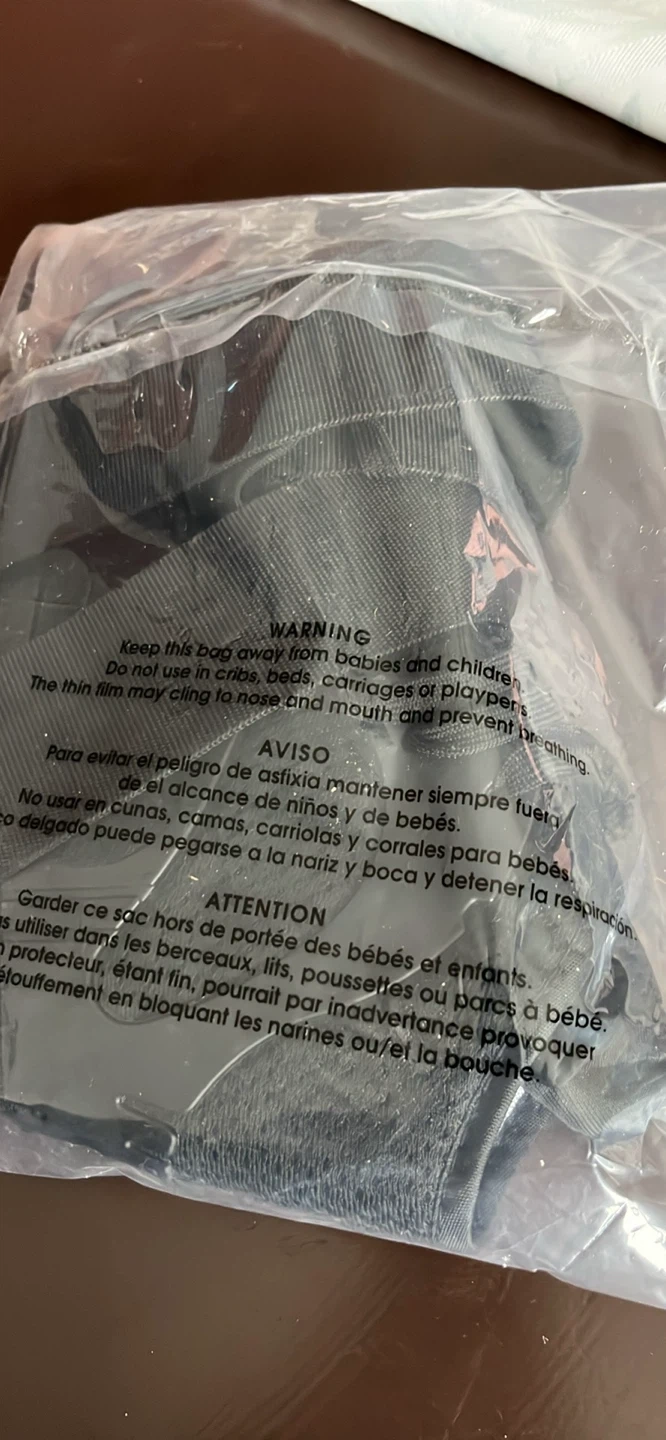 WARNING
Keep this bag away from babies and children.
Do not use in cribs, beds, carriages or playpens.
The thin film may cling to nose and mouth and prevent breathing.
AVISO
Para evitar el peligro de asfixia mantener siempre fuera
de el alcance de niños y de bebés.
No usar en cunas, camas, carriolas y corrales para bebés.
delgado puede pegarse a la nariz y boca y detener la respiración.
ATTENTION
Garder ce sac hors de portée des bébés et enfants.
utiliser dans les berceaux, lits, poussettes ou parcs à bébé.
protecteur, étant fin, pourrait par inadvertance provoquer
étouffement en bloquant les narines ou/et la bouche.